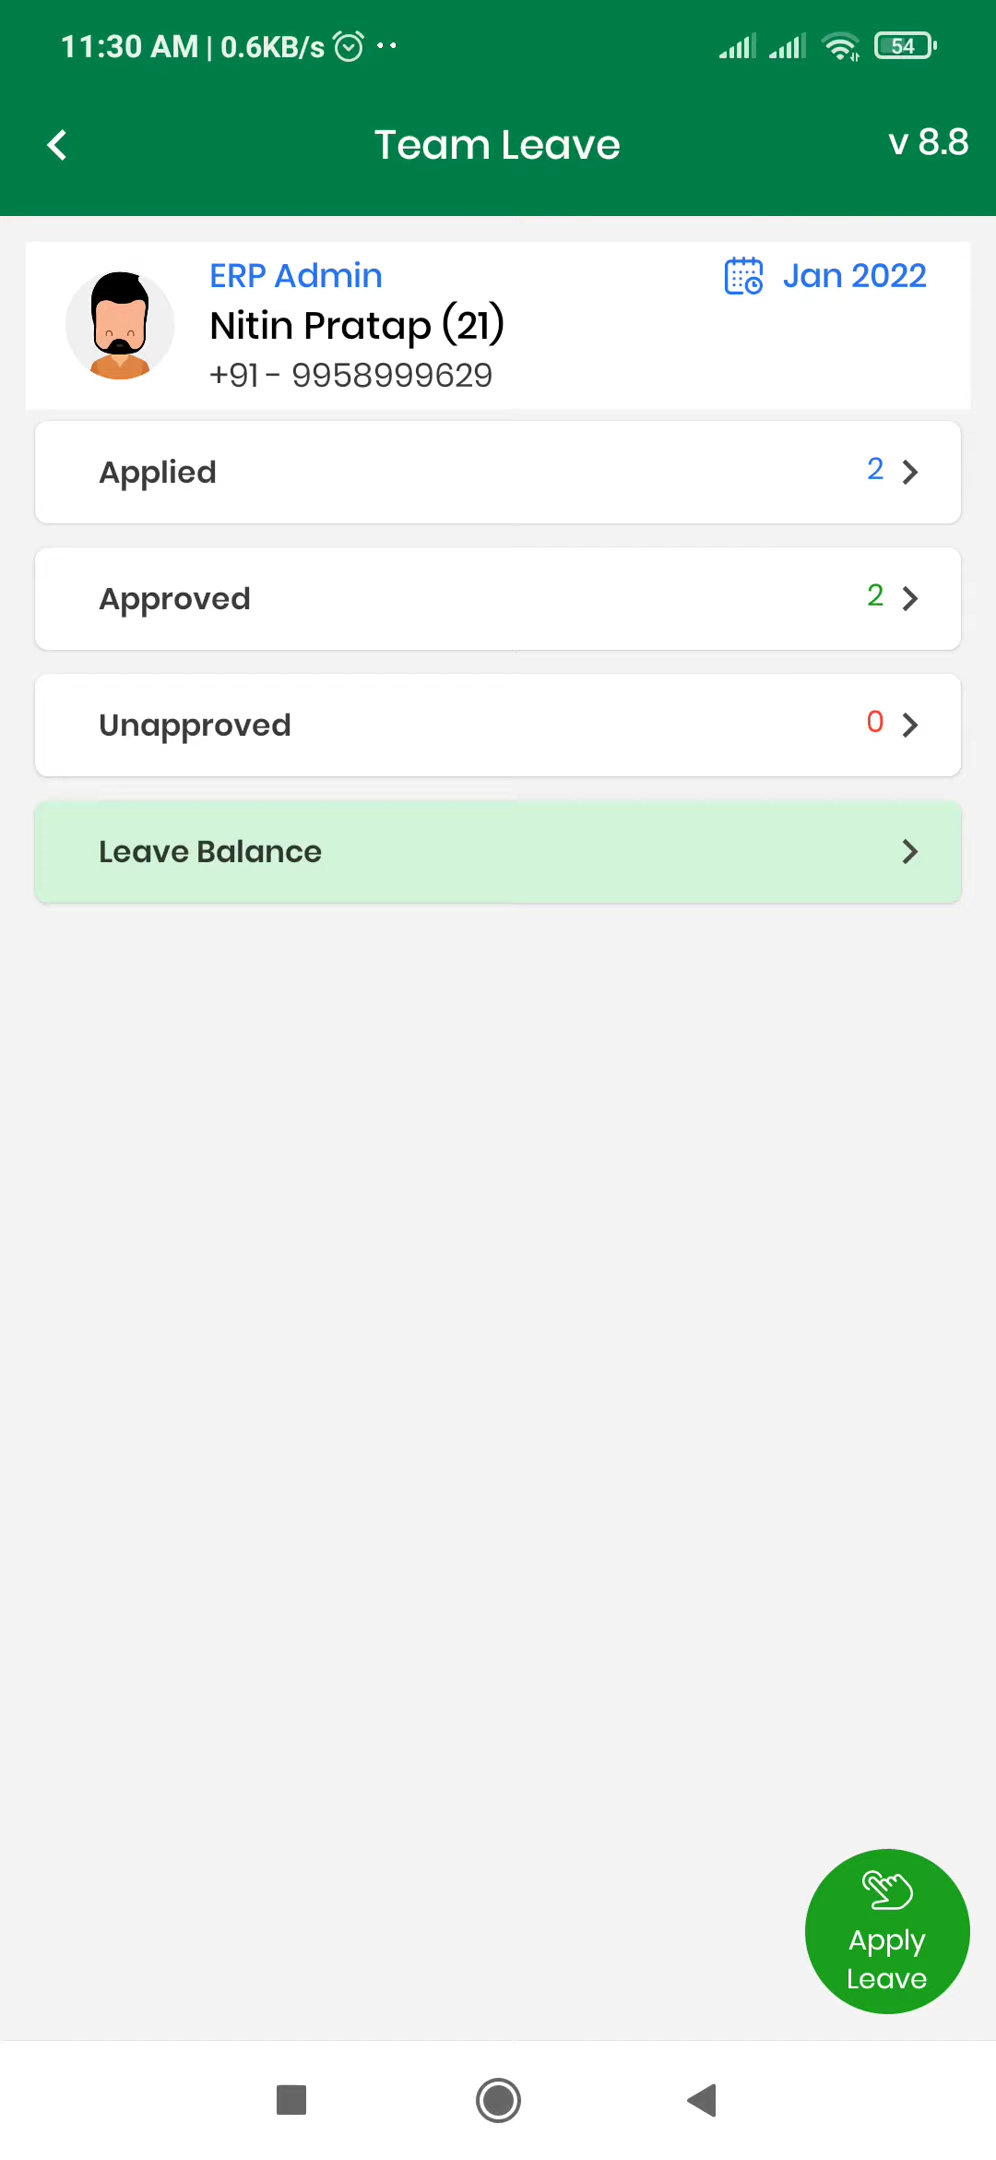 11:30 AM | 0.6KB/s
54
Team Leave
v 8.8
ERP Admin
Jan 2022
Nitin Pratap (21)
+91 - 9958999629
Applied 2
Approved 2
Unapproved 0
Leave Balance
Apply
Leave